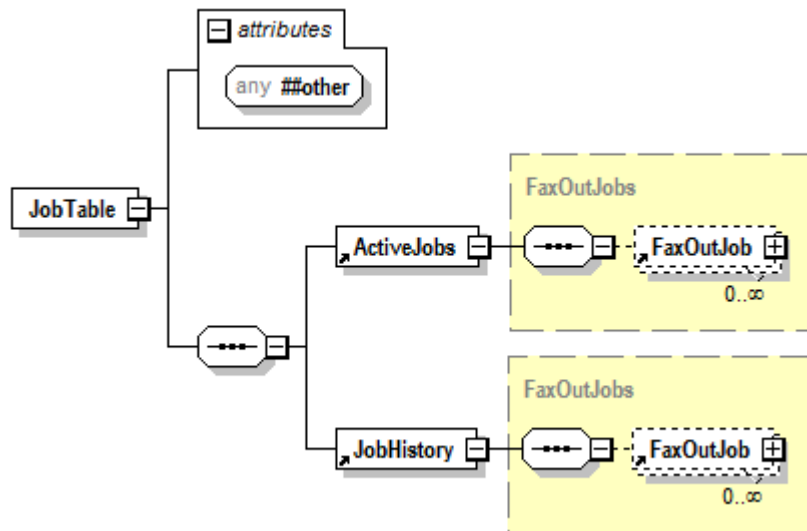 attributes
any ##other
JobTable
FaxOutJobs
ActiveJobs
FaxOutJob
0..∞
FaxOutJobs
JobHistory
FaxOutJob
0..∞